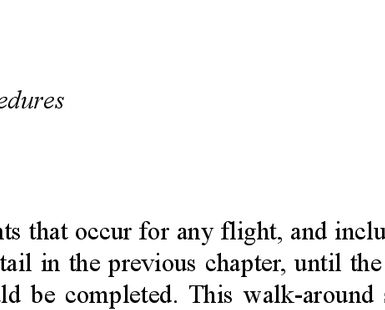 edures
nts that occur for any flight, and inclu
tail in the previous chapter, until the
ld be completed. This walk-around